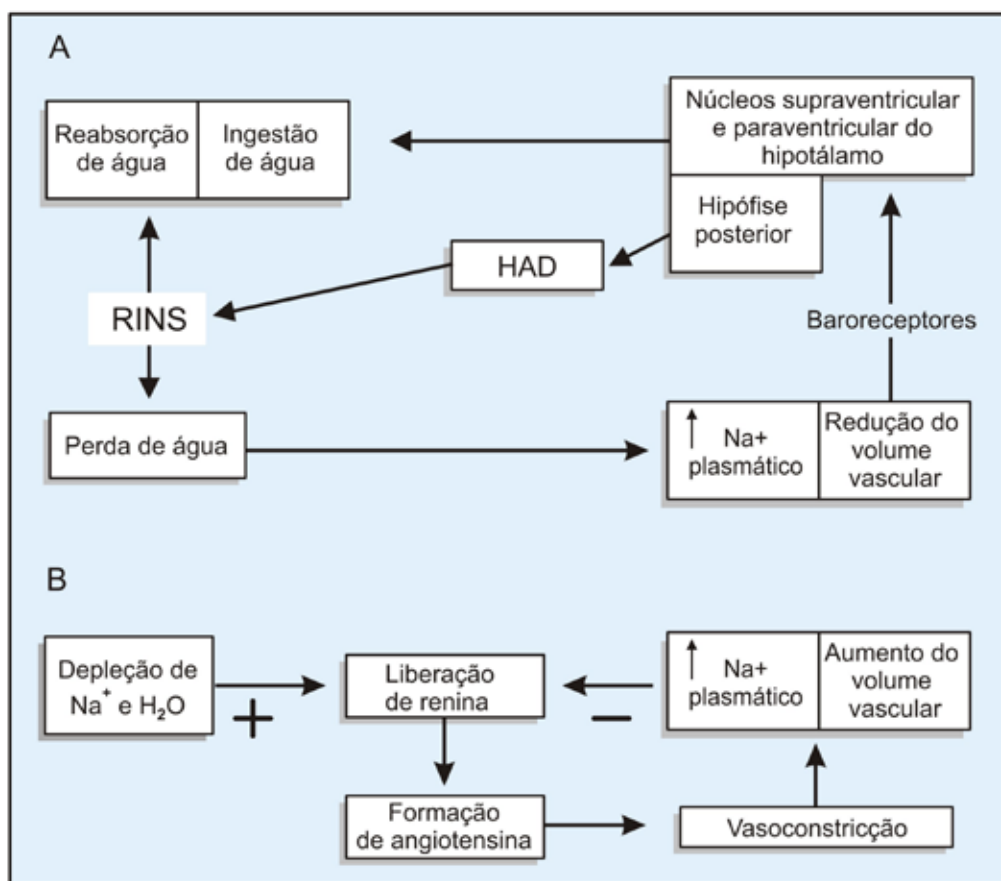 A
Reabsorção
de água
Ingestão
de água
Núcleos supraventricular
e paraventricular do
hipotálamo
Hipófise
posterior
HAD
RINS
Baroreceptores
Perda de água
↑ Na+
plasmático
Redução do
volume
vascular
B
Depleção de
Na⁺ e H₂O
+
Liberação
de renina
−
↑ Na+
plasmático
Aumento do
volume
vascular
Formação
de angiotensina
Vasoconstricção